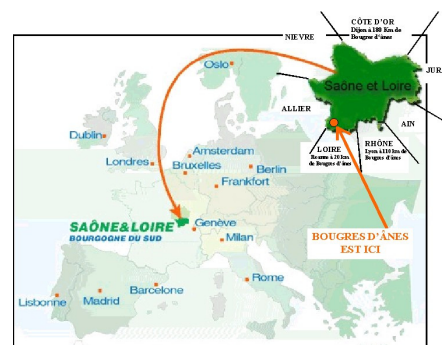 CÔTE D'OR
Dijon à 180 Km de
Bougres d'ânes
NIEVRE
JURA
Saône et Loire
ALLIER
AIN
LOIRE
Roanne à 20 km
de Bougres d'ânes
RHÔNE
Lyon à 110 km de
Bougres d'ânes
BOUGRES D'ÂNES
EST ICI
Oslo
Dublin
Londres
Amsterdam
Bruxelles
Berlin
Frankfort
SAÔNE&LOIRE
BOURGOGNE DU SUD
Genève
Milan
Rome
Barcelone
Madrid
Lisbonne